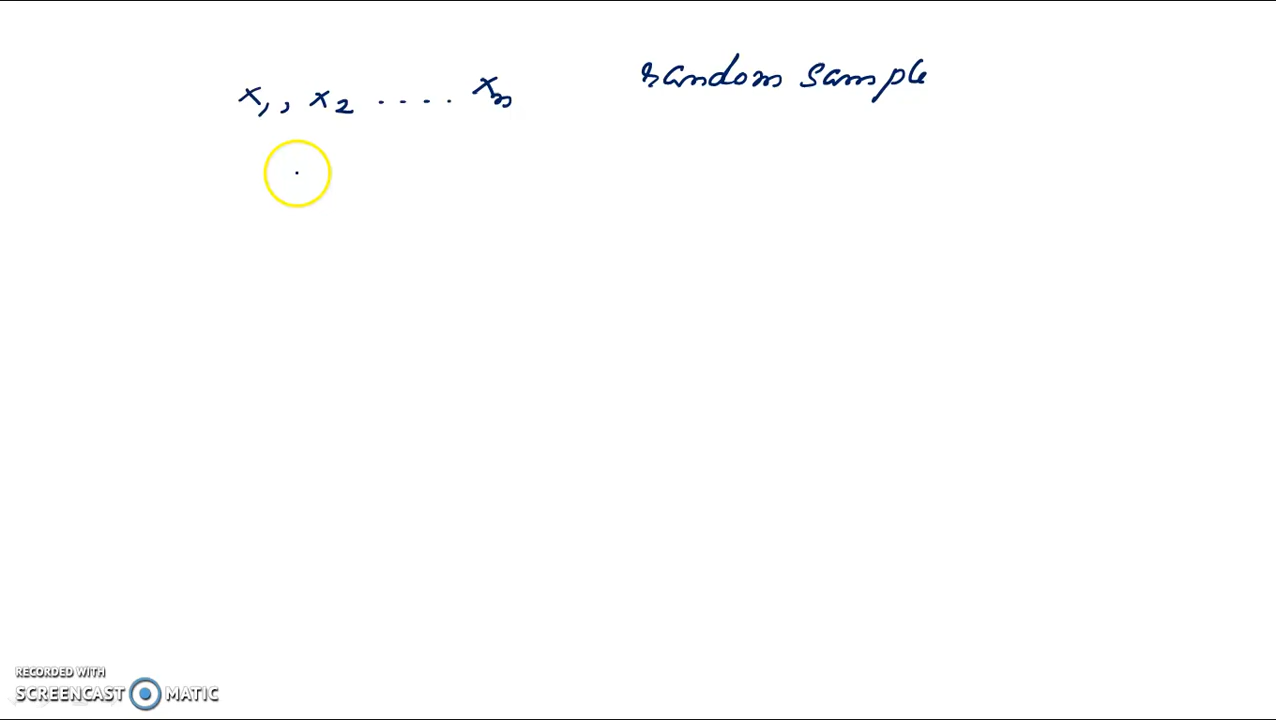 x₁, x₂ .... xₙ random sample
RECORDED WITH
SCREENCAST MATIC